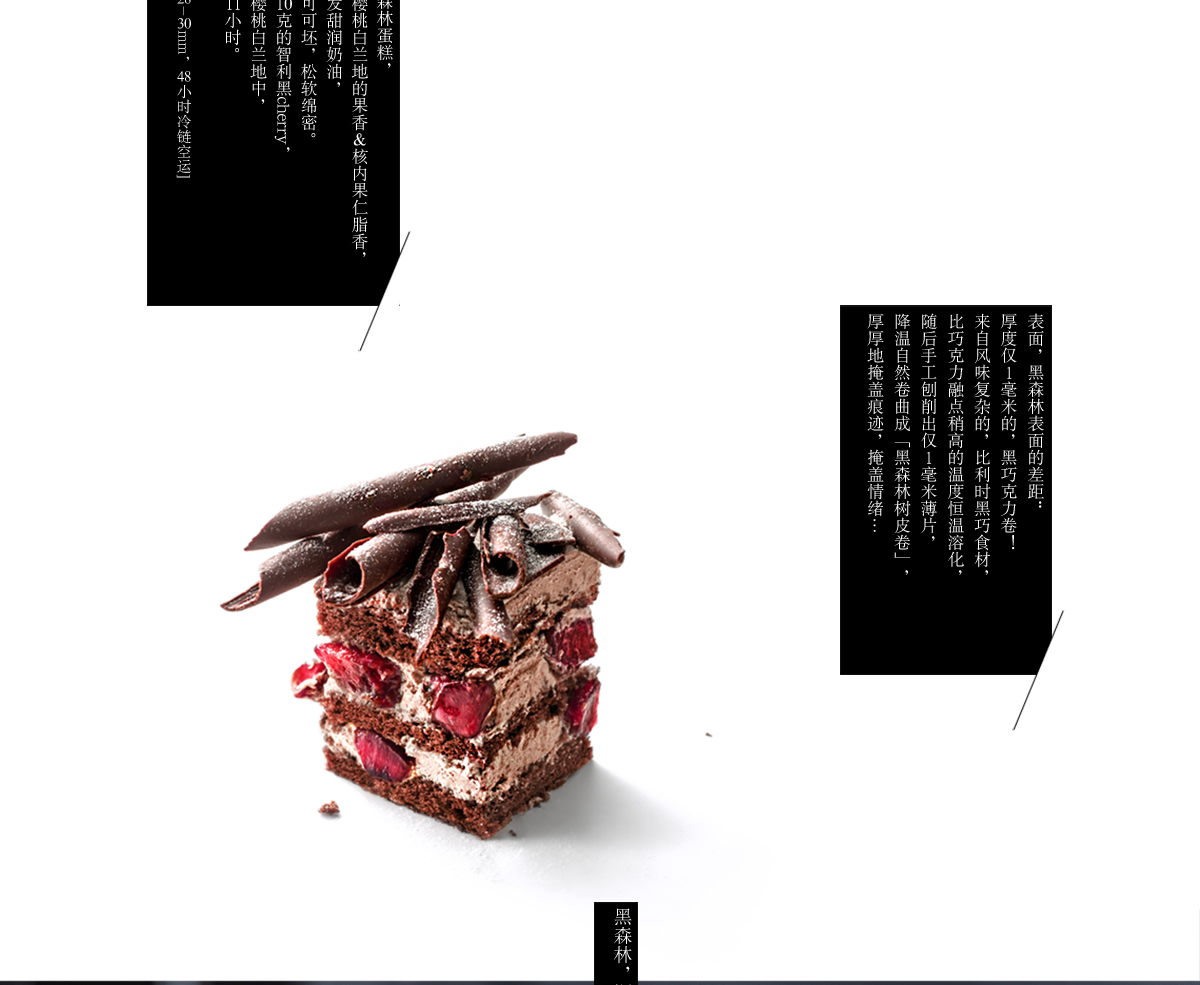 森林蛋糕，
樱桃白兰地的果香&核内果仁脂香，
发甜润奶油，
可可坯，松软绵密。
10克的智利黑cherry，
樱桃白兰地中，
11小时。
—30mm，48小时冷链空运]
表面，黑森林表面的差距：
厚度仅1毫米的，黑巧克力卷！
来自风味复杂的，比利时黑巧食材，
比巧克力融点稍高的温度恒温溶化，
随后手工刨削出仅1毫米薄片，
降温自然卷曲成「黑森林树皮卷」，
厚厚地掩盖痕迹，掩盖情绪…
黑森林，